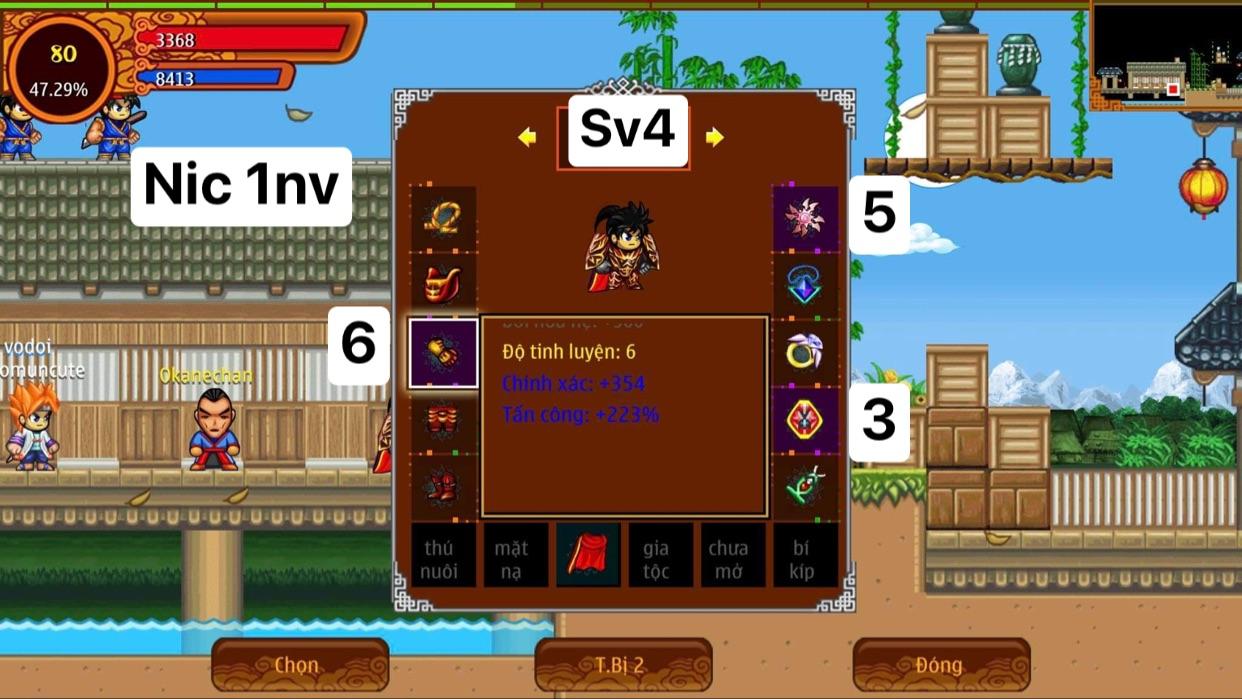 80
47.29%
3368
8413
Nic 1nv
Sv4
5
6
3
Độ tinh luyện: 6
Chính xác: +354
Tấn công: +223%
vodoi
omuncute
Okanechan
thú nuôi
mặt nạ
gia tộc
chưa mở
bí kíp
Chọn
T.Bị 2
Đóng